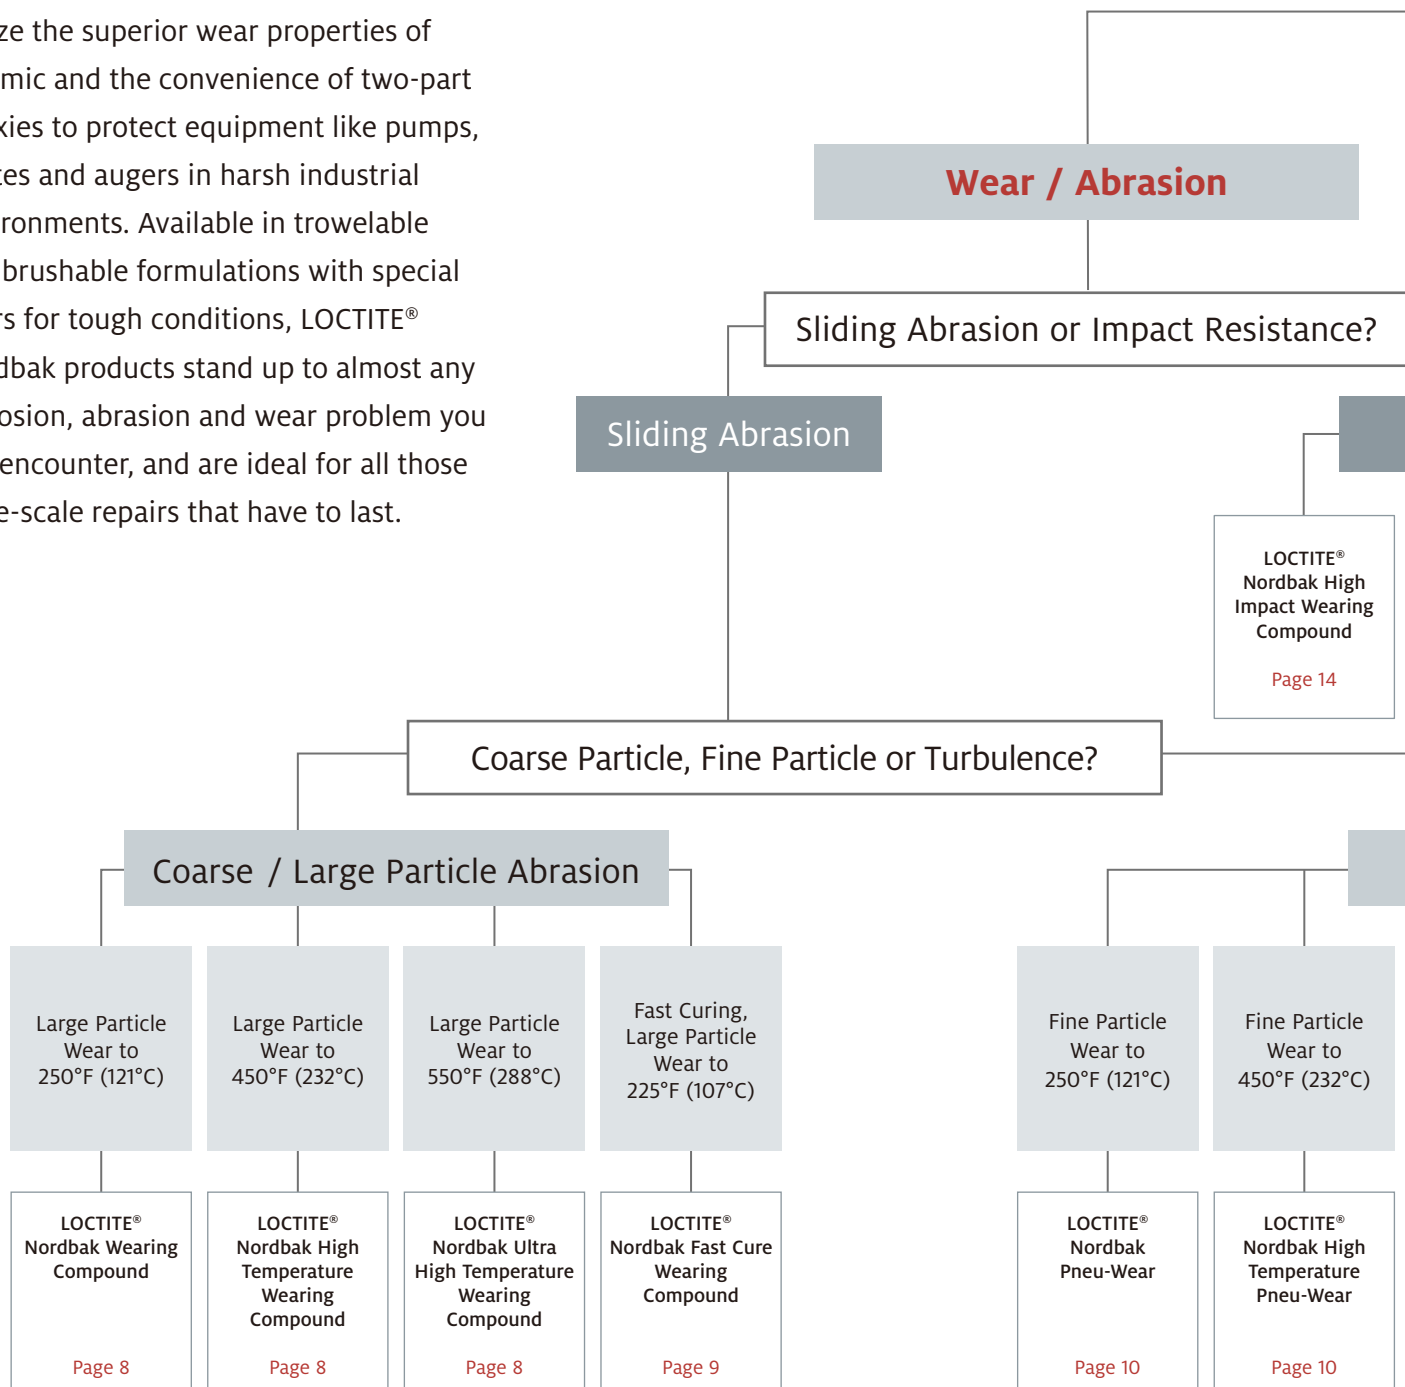 ze the superior wear properties of
mic and the convenience of two-part
xies to protect equipment like pumps,
tes and augers in harsh industrial
ronments. Available in trowelable
brushable formulations with special
rs for tough conditions, LOCTITE®
dbak products stand up to almost any
osion, abrasion and wear problem you
encounter, and are ideal for all those
e-scale repairs that have to last.
Wear / Abrasion
Sliding Abrasion or Impact Resistance?
Sliding Abrasion
LOCTITE®
Nordbak High
Impact Wearing
Compound
Page 14
Coarse Particle, Fine Particle or Turbulence?
Coarse / Large Particle Abrasion
Large Particle
Wear to
250°F (121°C)
Large Particle
Wear to
450°F (232°C)
Large Particle
Wear to
550°F (288°C)
Fast Curing,
Large Particle
Wear to
225°F (107°C)
Fine Particle
Wear to
250°F (121°C)
Fine Particle
Wear to
450°F (232°C)
LOCTITE®
Nordbak Wearing
Compound
Page 8
LOCTITE®
Nordbak High
Temperature
Wearing
Compound
Page 8
LOCTITE®
Nordbak Ultra
High Temperature
Wearing
Compound
Page 8
LOCTITE®
Nordbak Fast Cure
Wearing
Compound
Page 9
LOCTITE®
Nordbak
Pneu-Wear
Page 10
LOCTITE®
Nordbak High
Temperature
Pneu-Wear
Page 10